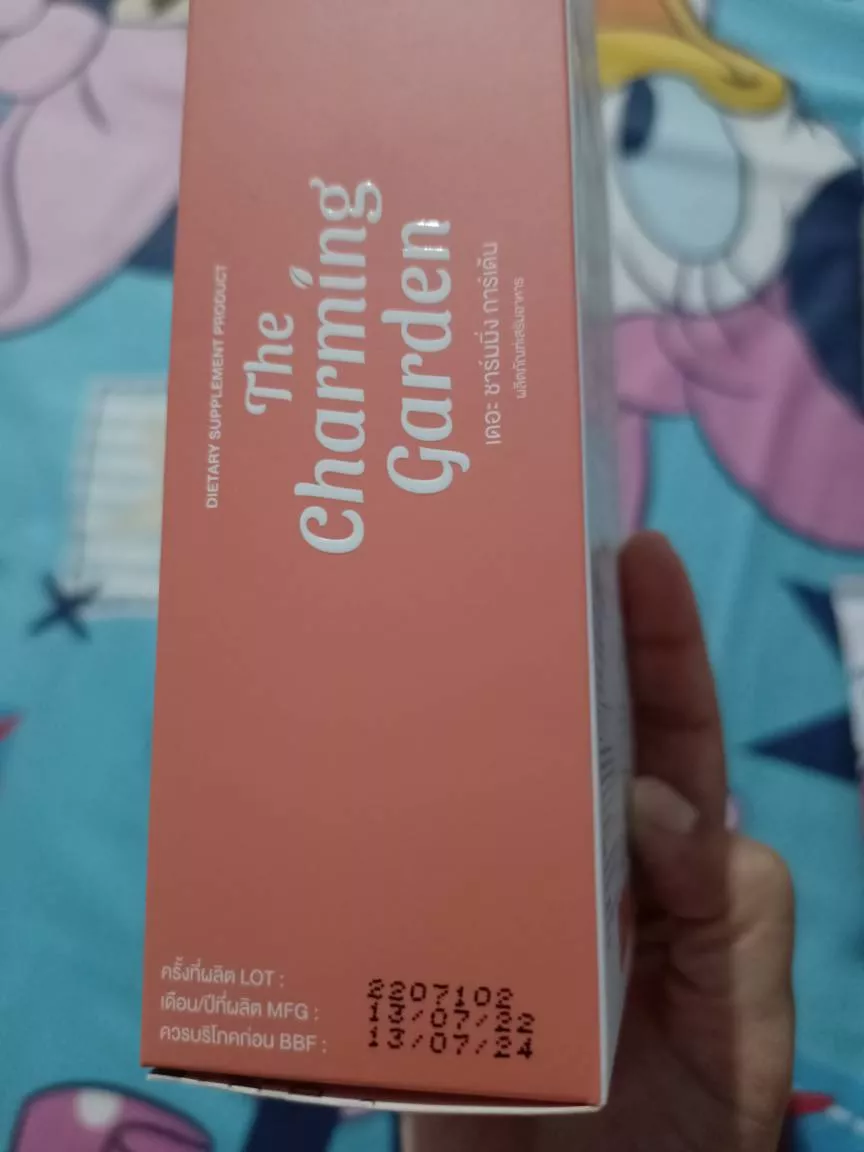 DIETARY SUPPLEMENT PRODUCT
The
Charming
Garden
เดอะ ชาร์มมิ่ง การ์เด้น
ผลิตภัณฑ์เสริมอาหาร
ครั้งที่ผลิต LOT : 2207102
เดือน/ปีที่ผลิต MFG : 13/07/22
ควรบริโภคก่อน BBF : 13/07/24